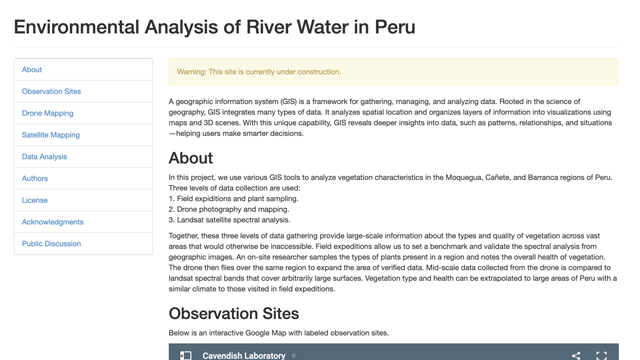 Environmental Analysis of River Water in Peru
About
Observation Sites
Drone Mapping
Satellite Mapping
Data Analysis
Authors
License
Acknowledgments
Public Discussion
Warning: This site is currently under construction.
A geographic information system (GIS) is a framework for gathering, managing, and analyzing data. Rooted in the science of
geography, GIS integrates many types of data. It analyzes spatial location and organizes layers of information into visualizations using
maps and 3D scenes. With this unique capability, GIS reveals deeper insights into data, such as patterns, relationships, and situations
—helping users make smarter decisions.
About
In this project, we use various GIS tools to analyze vegetation characteristics in the Moquegua, Cañete, and Barranca regions of Peru.
Three levels of data collection are used:
1. Field expiditions and plant sampling.
2. Drone photography and mapping.
3. Landsat satellite spectral analysis.
Together, these three levels of data gathering provide large-scale information about the types and quality of vegetation across vast
areas that would otherwise be inaccessible. Field expeditions allow us to set a benchmark and validate the spectral analysis from
geographic images. An on-site researcher samples the types of plants present in a region and notes the overall health of vegetation.
The drone then flies over the same region to expand the area of verified data. Mid-scale data collected from the drone is compared to
landsat spectral bands that cover arbitrarily large surfaces. Vegetation type and health can be extrapolated to large areas of Peru with a
similar climate to those visited in field expeditions.
Observation Sites
Below is an interactive Google Map with labeled observation sites.
Cavendish Laboratory